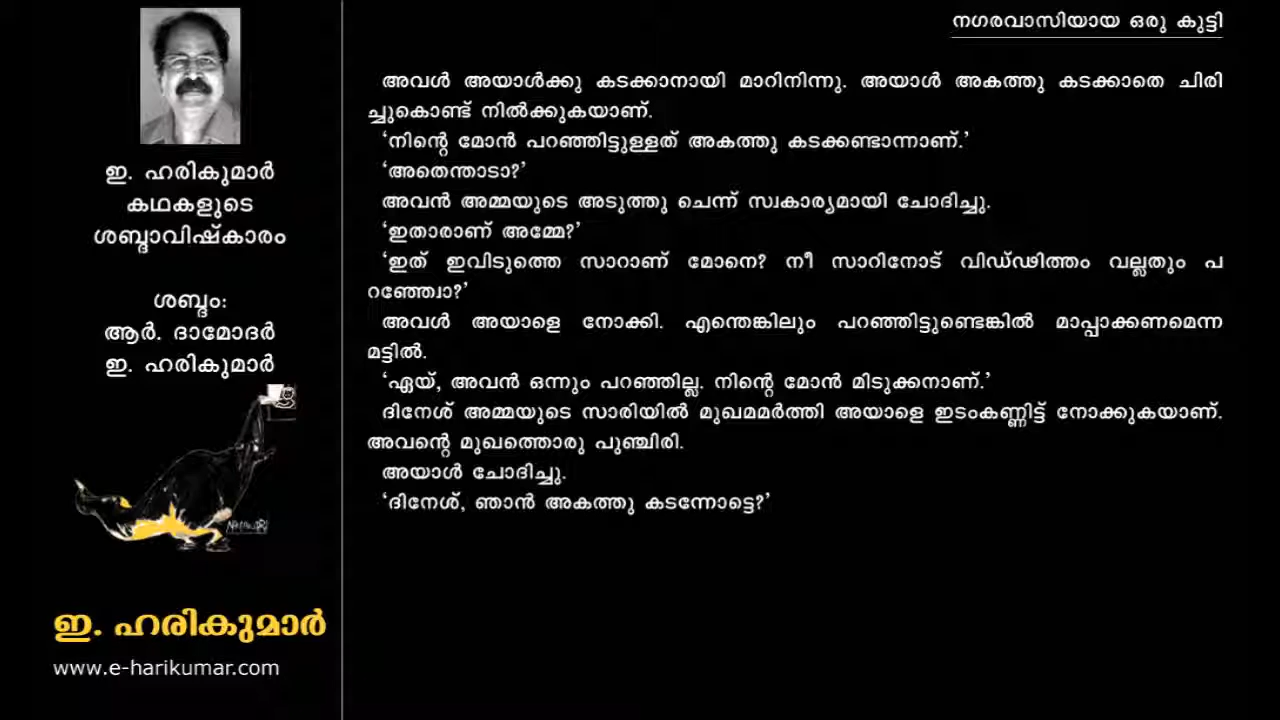 നഗരവാസിയായ ഒരു കുട്ടി
അവൾ അയാൾക്കു കടക്കാനായി മാറിനിന്നു. അയാൾ അകത്തു കടക്കാതെ ചിരി
ച്ചുകൊണ്ട് നിൽക്കുകയാണ്.
‘നിന്റെ മോൻ പറഞ്ഞിട്ടുള്ളത് അകത്തു കടക്കണ്ടാന്നാണ്.’
‘അതെന്താടാ?’
അവൻ അമ്മയുടെ അടുത്തു ചെന്ന് സ്വകാര്യമായി ചോദിച്ചു.
‘ഇതാരാണ് അമ്മേ?’
‘ഇത് ഇവിടുത്തെ സാറാണ് മോനെ? നീ സാറിനോട് വിഡ്ഢിത്തം വല്ലതും പ
റഞ്ഞ്വോ?’
അവൾ അയാളെ നോക്കി. എന്തെങ്കിലും പറഞ്ഞിട്ടുണ്ടെങ്കിൽ മാപ്പാക്കണമെന്ന
മട്ടിൽ.
‘ഏയ്, അവൻ ഒന്നും പറഞ്ഞില്ല. നിന്റെ മോൻ മിടുക്കനാണ്.’
ദിനേശ് അമ്മയുടെ സാരിയിൽ മുഖമമർത്തി അയാളെ ഇടംകണ്ണിട്ട് നോക്കുകയാണ്.
അവന്റെ മുഖത്തൊരു പുഞ്ചിരി.
അയാൾ ചോദിച്ചു.
‘ദിനേശ്, ഞാൻ അകത്തു കടന്നോട്ടെ?’
ഇ. ഹരികുമാർ
കഥകളുടെ
ശബ്ദാവിഷ്കാരം
ശബ്ദം:
ആർ. ദാമോദർ
ഇ. ഹരികുമാർ
ഇ. ഹരികുമാർ
www.e-harikumar.com